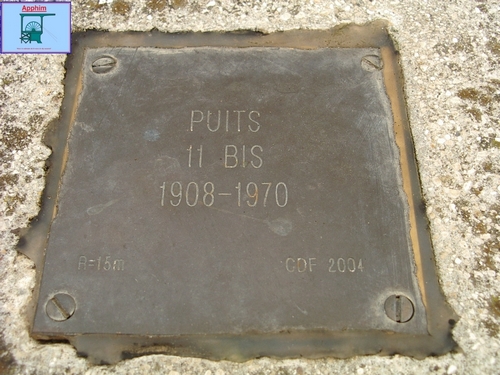 Apphim
PUITS
11 BIS
1908-1970
R=15m
CDF 2004